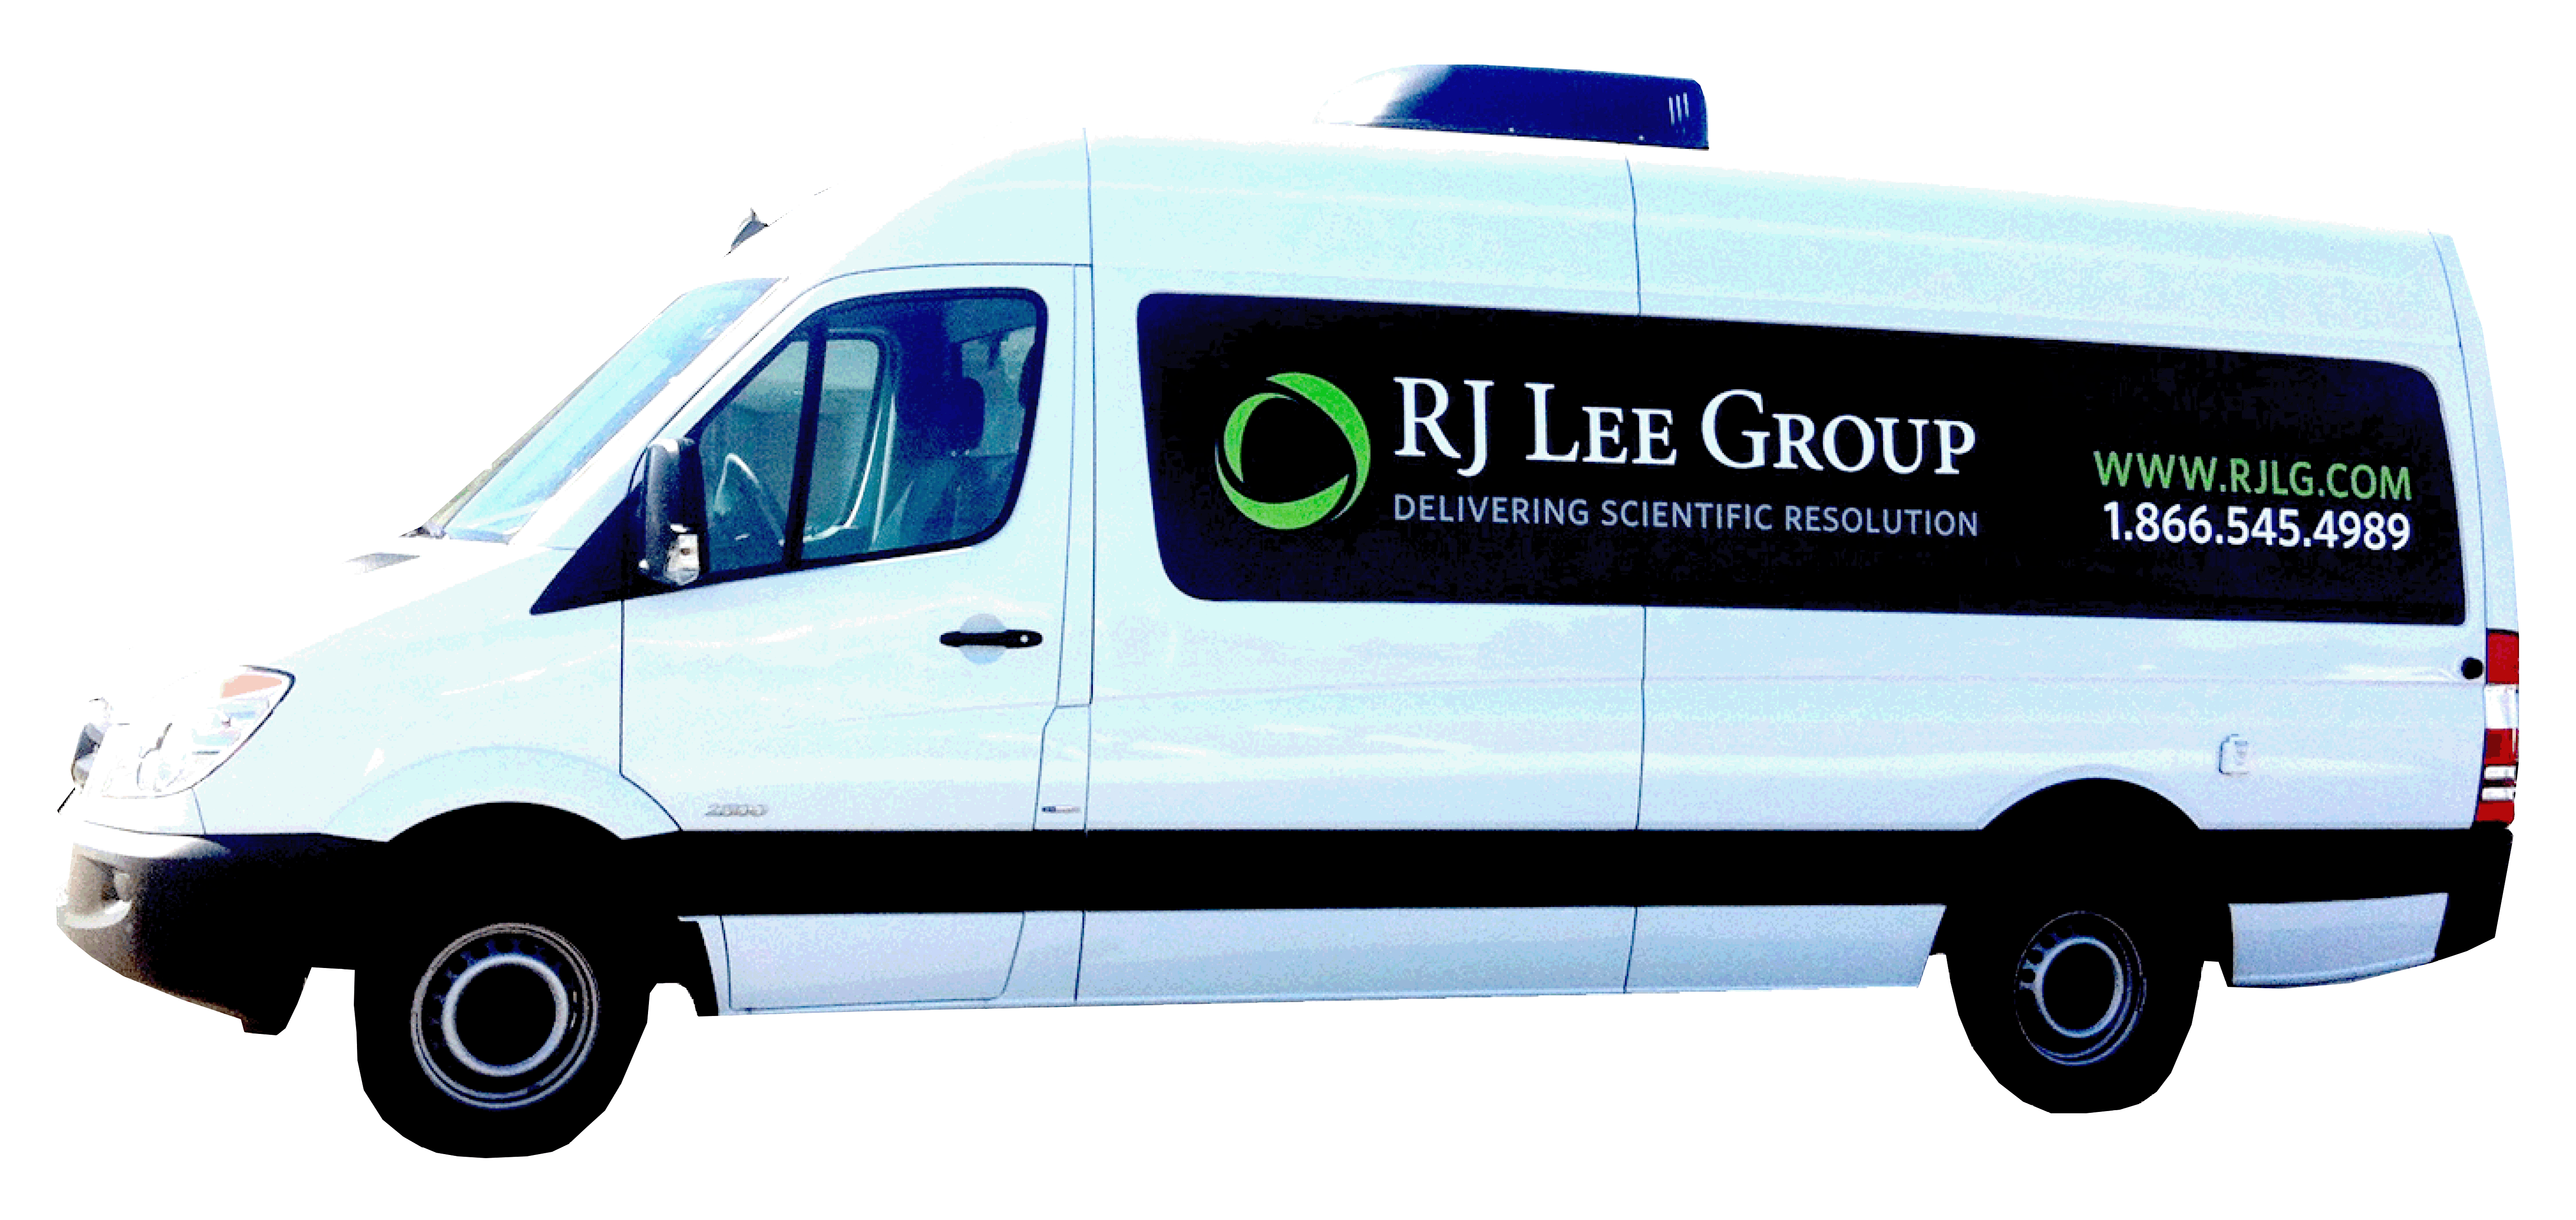 RJ LEE GROUP
DELIVERING SCIENTIFIC RESOLUTION
WWW.RJLG.COM
1.866.545.4989